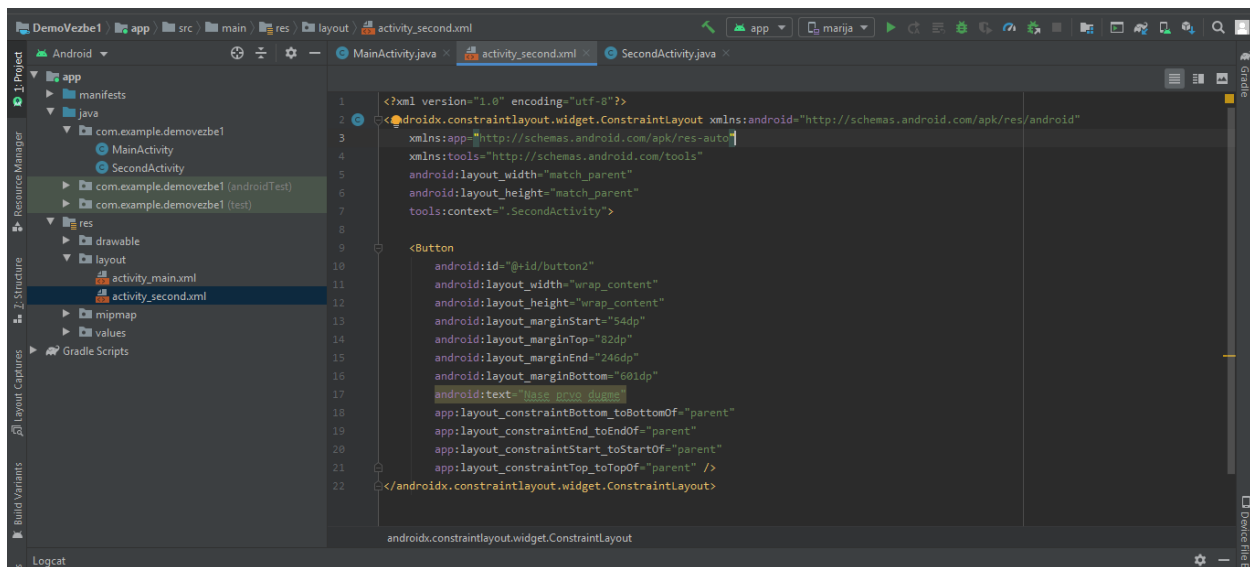 DemoVezbe1 app src main res layout activity_second.xml app marija
Android MainActivity.java activity_second.xml SecondActivity.java
1: Project
Resource Manager
Z: Structure
Layout Captures
Build Variants
app
manifests
java
com.example.demovezbe1
MainActivity
SecondActivity
com.example.demovezbe1 (androidTest)
com.example.demovezbe1 (test)
res
drawable
layout
activity_main.xml
activity_second.xml
mipmap
values
Gradle Scripts
1 <?xml version="1.0" encoding="utf-8"?>
2 <androidx.constraintlayout.widget.ConstraintLayout xmlns:android="http://schemas.android.com/apk/res/android"
3 xmlns:app="http://schemas.android.com/apk/res-auto"
4 xmlns:tools="http://schemas.android.com/tools"
5 android:layout_width="match_parent"
6 android:layout_height="match_parent"
7 tools:context=".SecondActivity">
8
9 <Button
10 android:id="@+id/button2"
11 android:layout_width="wrap_content"
12 android:layout_height="wrap_content"
13 android:layout_marginStart="54dp"
14 android:layout_marginTop="82dp"
15 android:layout_marginEnd="246dp"
16 android:layout_marginBottom="601dp"
17 android:text="Nase prvo dugme"
18 app:layout_constraintBottom_toBottomOf="parent"
19 app:layout_constraintEnd_toEndOf="parent"
20 app:layout_constraintStart_toStartOf="parent"
21 app:layout_constraintTop_toTopOf="parent" />
22 </androidx.constraintlayout.widget.ConstraintLayout>
androidx.constraintlayout.widget.ConstraintLayout
Gradle
Device File
Logcat